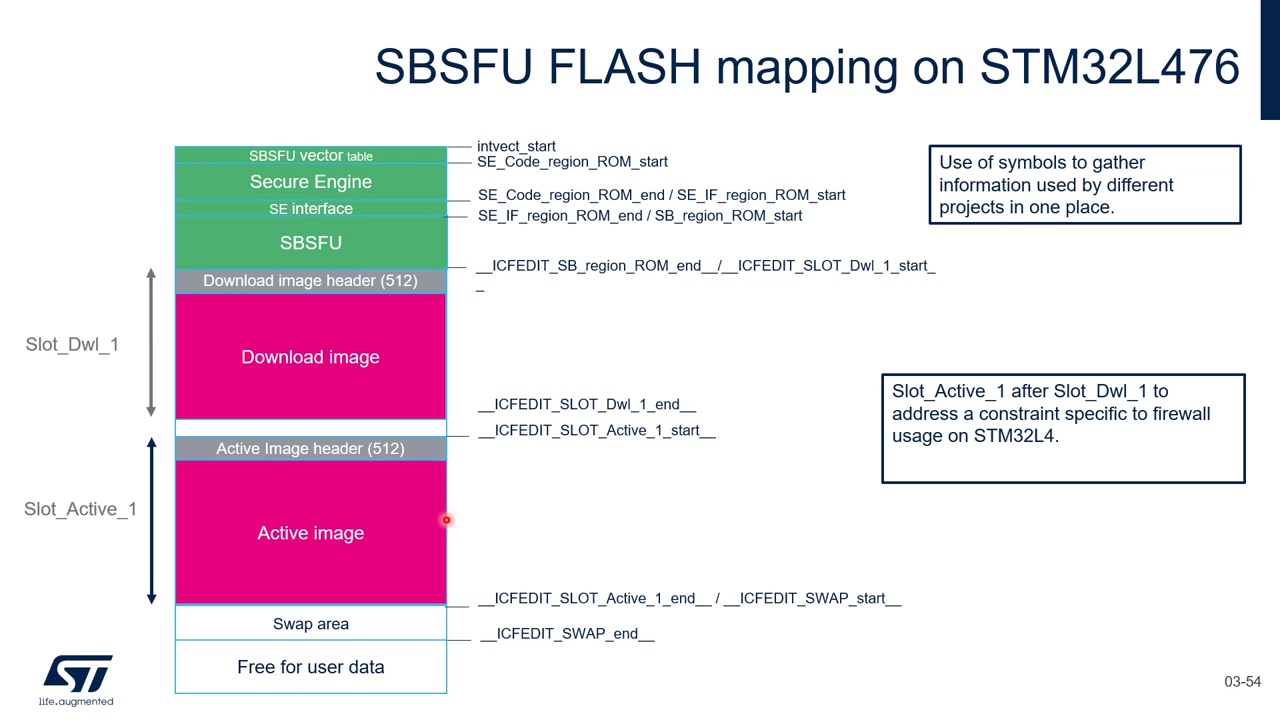 SBSFU FLASH mapping on STM32L476
SBSFU vector table
Secure Engine
SE interface
SBSFU
Download image header (512)
Download image
Active Image header (512)
Active image
Swap area
Free for user data
Slot_Dwl_1
Slot_Active_1
intvect_start
SE_Code_region_ROM_start
SE_Code_region_ROM_end / SE_IF_region_ROM_start
SE_IF_region_ROM_end / SB_region_ROM_start
__ICFEDIT_SB_region_ROM_end__/__ICFEDIT_SLOT_Dwl_1_start_
_
__ICFEDIT_SLOT_Dwl_1_end__
__ICFEDIT_SLOT_Active_1_start__
__ICFEDIT_SLOT_Active_1_end__ / __ICFEDIT_SWAP_start__
__ICFEDIT_SWAP_end__
Use of symbols to gather
information used by different
projects in one place.
Slot_Active_1 after Slot_Dwl_1 to
address a constraint specific to firewall
usage on STM32L4.
ST
life.augmented
03-54